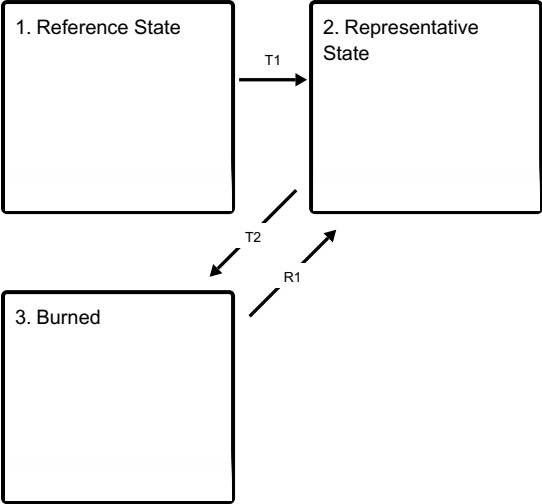 1. Reference State
T1
2. Representative
State
T2
R1
3. Burned